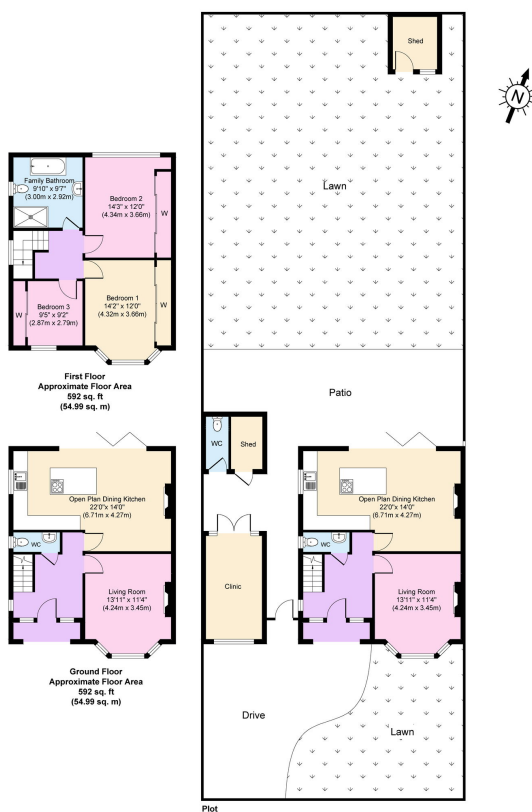 Family Bathroom
9'10" x 9'7"
(3.00m x 2.92m)
Bedroom 2
14'3" x 12'0"
(4.34m x 3.66m)
W
Bedroom 3
9'5" x 9'2"
(2.87m x 2.79m)
W
Bedroom 1
14'2" x 12'0"
(4.32m x 3.66m)
W
First Floor
Approximate Floor Area
592 sq. ft
(54.99 sq. m)
Open Plan Dining Kitchen
22'0"x 14'0"
(6.71m x 4.27m)
WC
Living Room
13'11" x 11'4"
(4.24m x 3.45m)
Ground Floor
Approximate Floor Area
592 sq. ft
(54.99 sq. m)
Shed
N
Lawn
Patio
WC
Shed
Clinic
Open Plan Dining Kitchen
22'0"x 14'0"
(6.71m x 4.27m)
WC
Living Room
13'11" x 11'4"
(4.24m x 3.45m)
Drive
Lawn
Plot